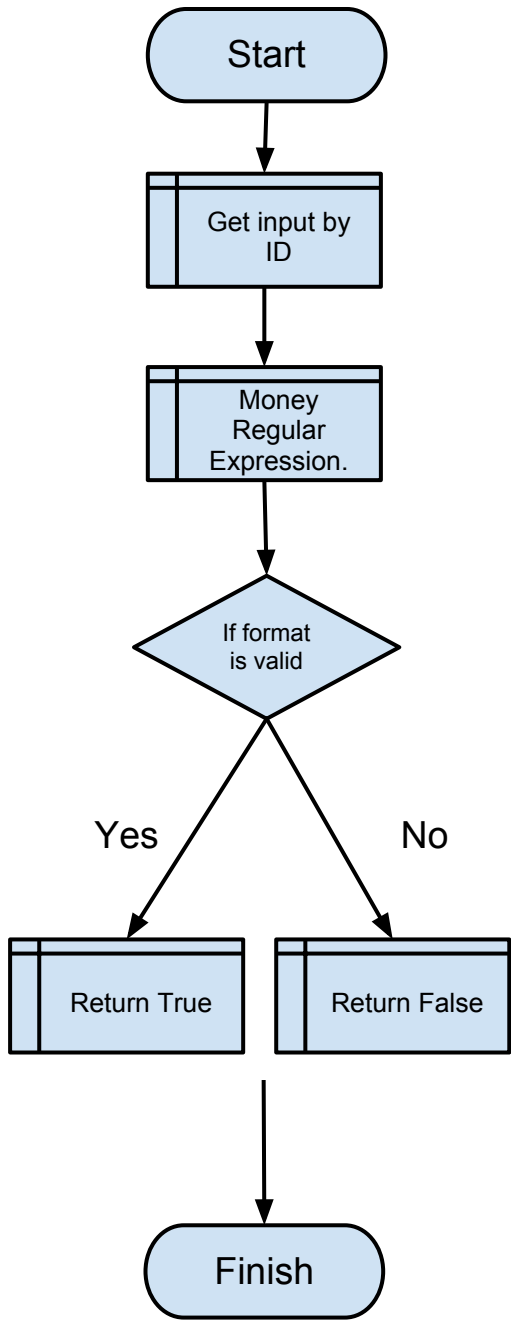 Start
Get input by
ID
Money
Regular
Expression.
If format
is valid
Yes
No
Return True
Return False
Finish